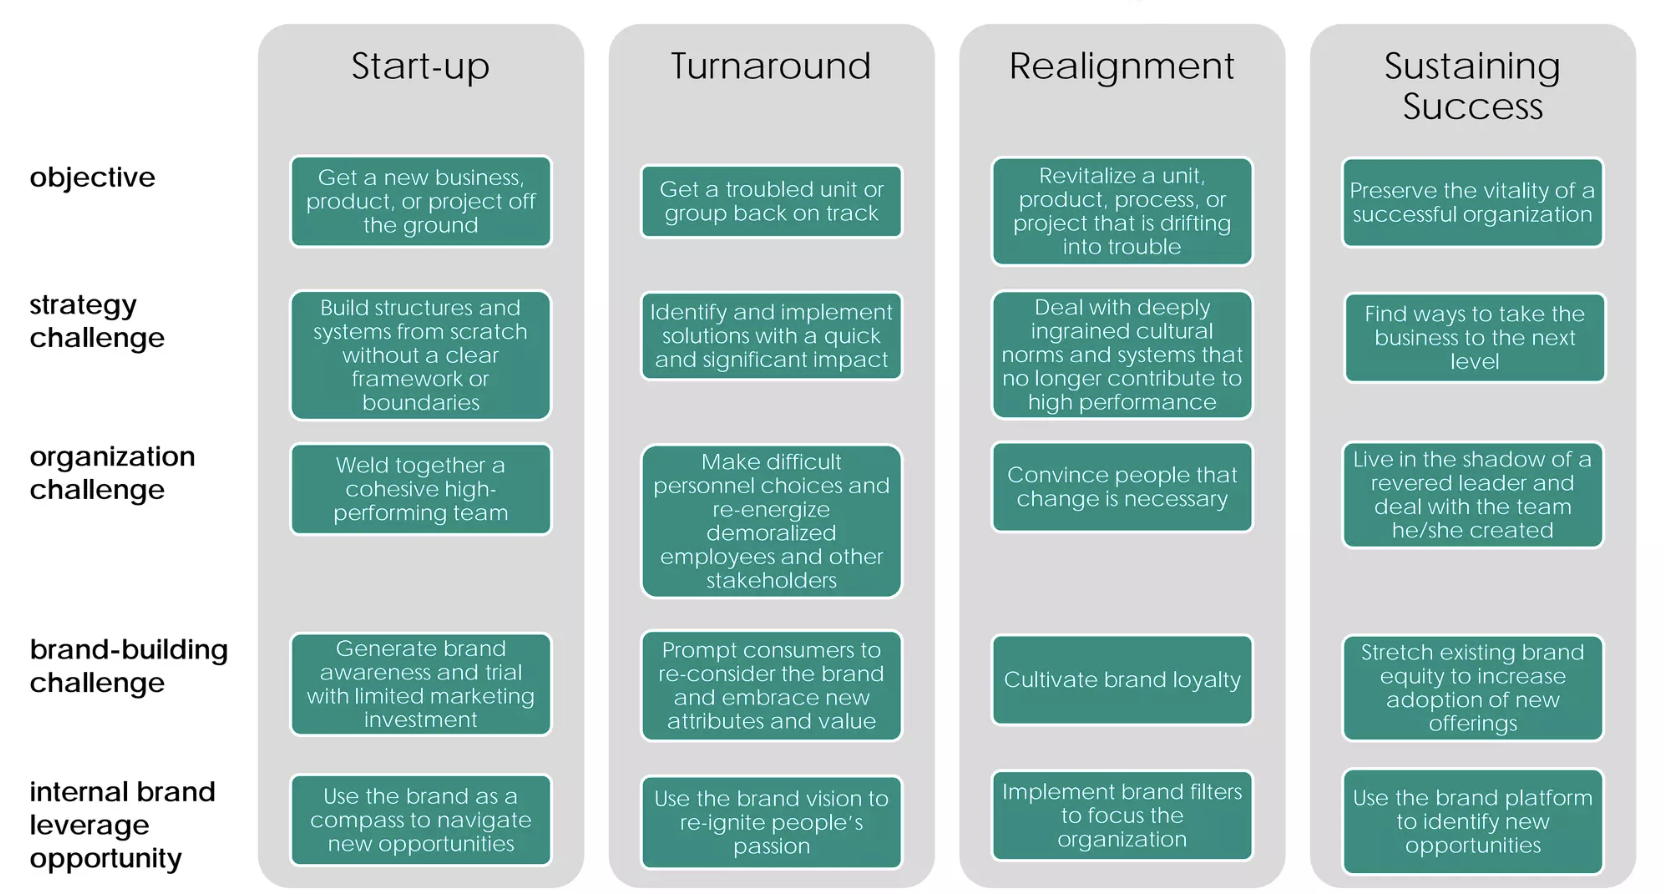 Start-up
Turnaround
Realignment
Sustaining
Success
objective
Get a new business,
product, or project off
the ground
Get a troubled unit or
group back on track
Revitalize a unit,
product, process, or
project that is drifting
into trouble
Preserve the vitality of a
successful organization
strategy
challenge
Build structures and
systems from scratch
without a clear
framework or
boundaries
Identify and implement
solutions with a quick
and significant impact
Deal with deeply
ingrained cultural
norms and systems that
no longer contribute to
high performance
Find ways to take the
business to the next
level
organization
challenge
Weld together a
cohesive high-
performing team
Make difficult
personnel choices and
re-energize
demoralized
employees and other
stakeholders
Convince people that
change is necessary
Live in the shadow of a
revered leader and
deal with the team
he/she created
brand-building
challenge
Generate brand
awareness and trial
with limited marketing
investment
Prompt consumers to
re-consider the brand
and embrace new
attributes and value
Cultivate brand loyalty
Stretch existing brand
equity to increase
adoption of new
offerings
internal brand
leverage
opportunity
Use the brand as a
compass to navigate
new opportunities
Use the brand vision to
re-ignite people's
passion
Implement brand filters
to focus the
organization
Use the brand platform
to identify new
opportunities